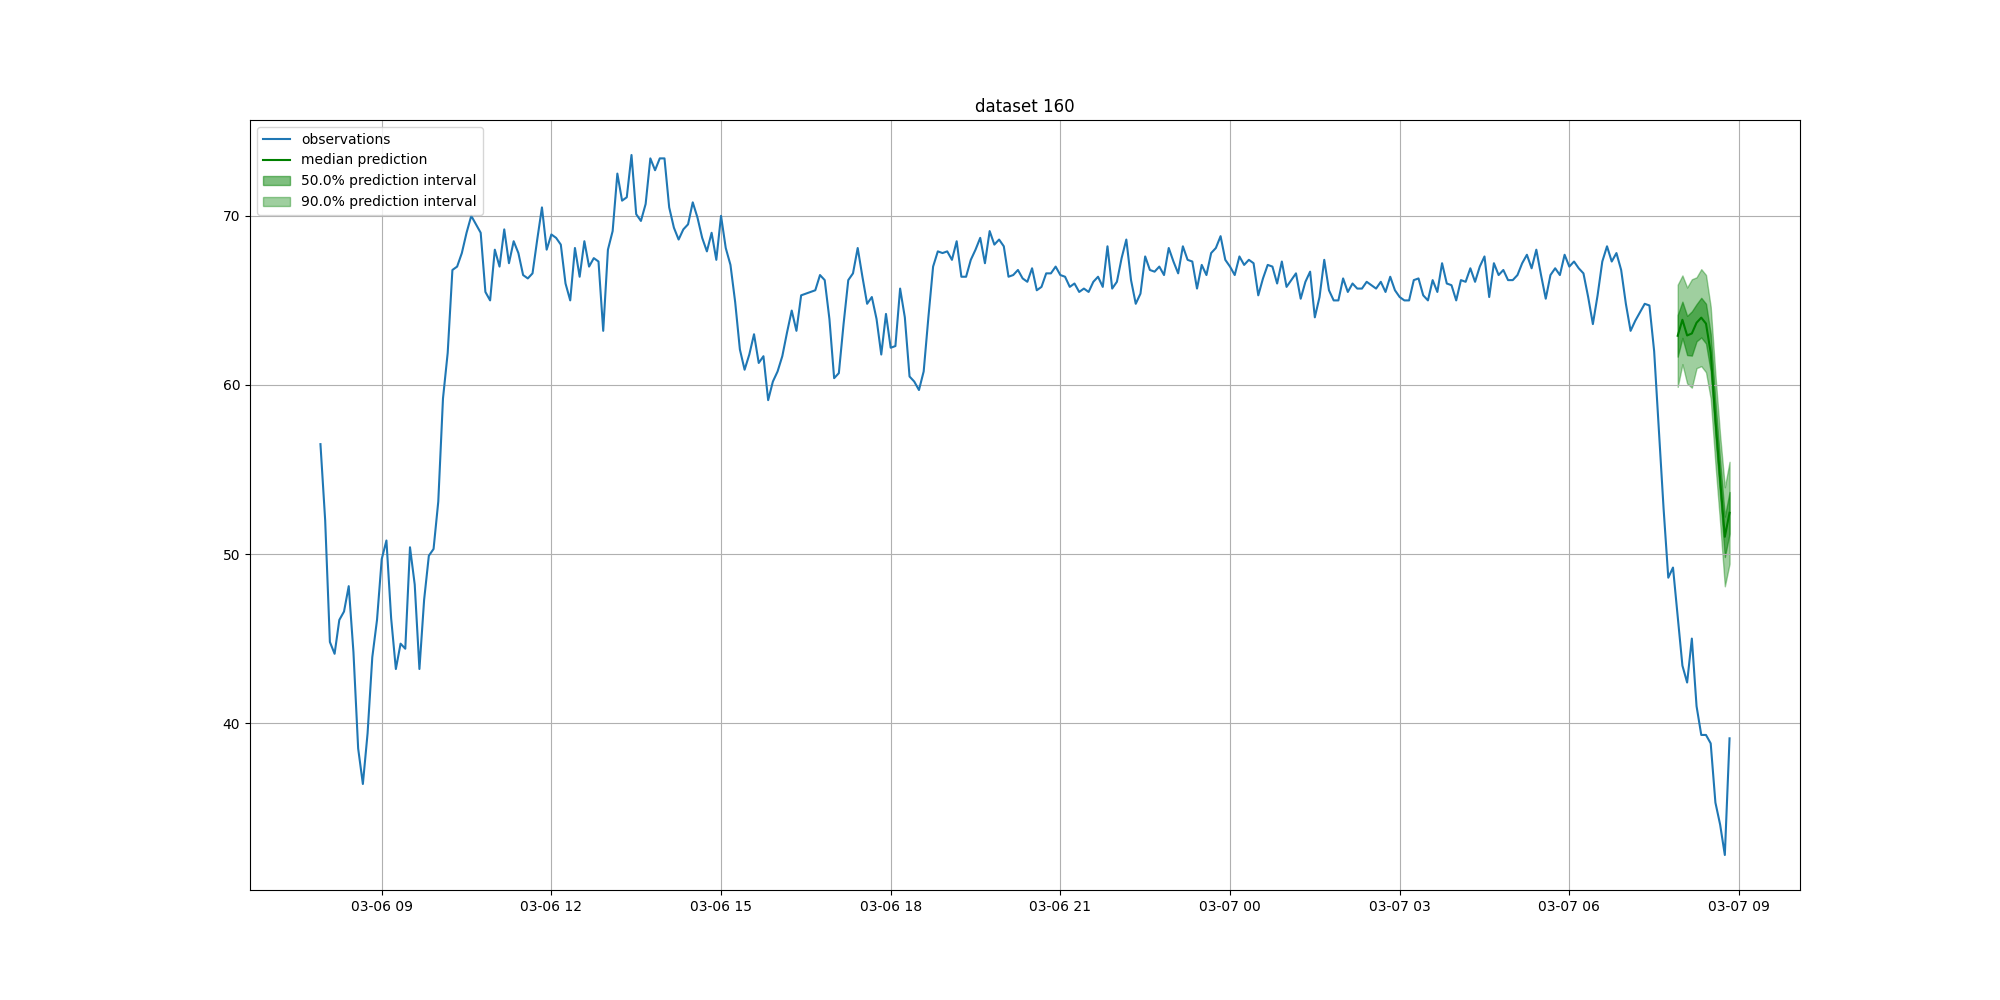 dataset 160
observations
median prediction
50.0% prediction interval
90.0% prediction interval
70
60
50
40
03-06 09
03-06 12
03-06 15
03-06 18
03-06 21
03-07 00
03-07 03
03-07 06
03-07 09